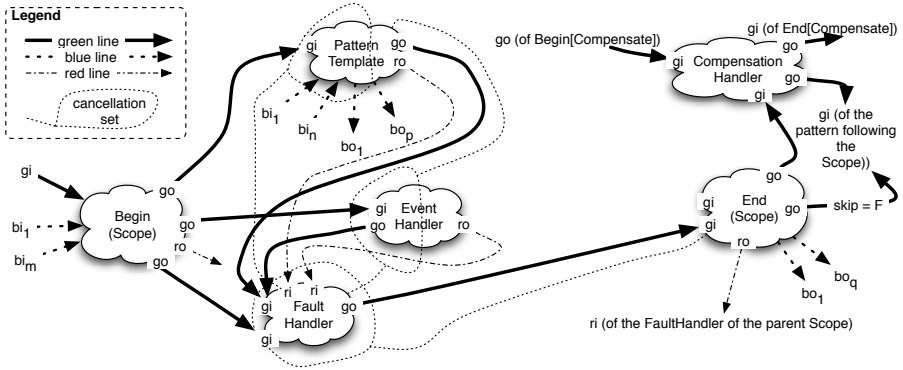 Legend
green line
blue line
red line
cancellation
set
gi
bi1
bim
Begin
(Scope)
go
go
ro
go
gi
Pattern
Template
go
ro
bi1
bin
bo1
bop
gi
go
Event
Handler
ro
ri
ri
gi
gi
Fault
Handler
go
go (of Begin[Compensate])
gi (of End[Compensate])
gi
Compensation
Handler
go
go
gi
gi (of the
pattern following
the
Scope))
go
gi
gi
End
(Scope)
go
skip = F
ro
bo1
boq
ri (of the FaultHandler of the parent Scope)